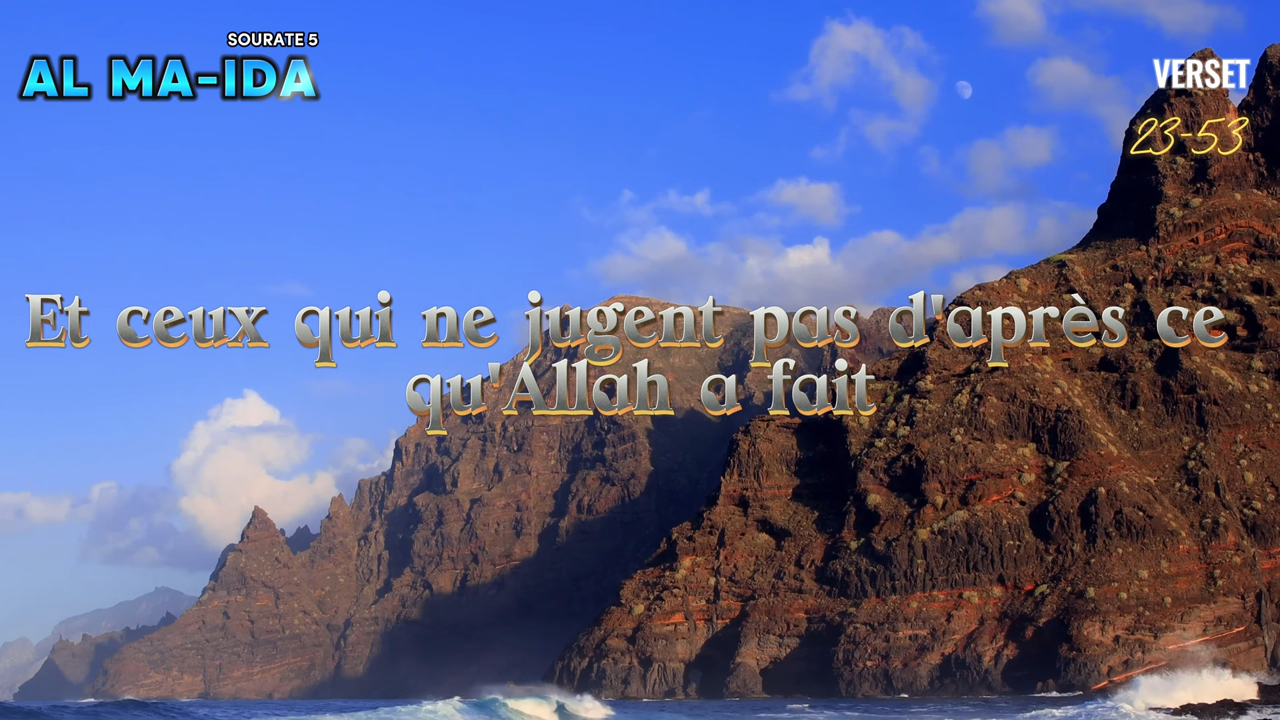 SOURATE 5
AL MA-IDA
VERSET
23-53
Et ceux qui ne jugent pas d'après ce
qu'Allah a fait